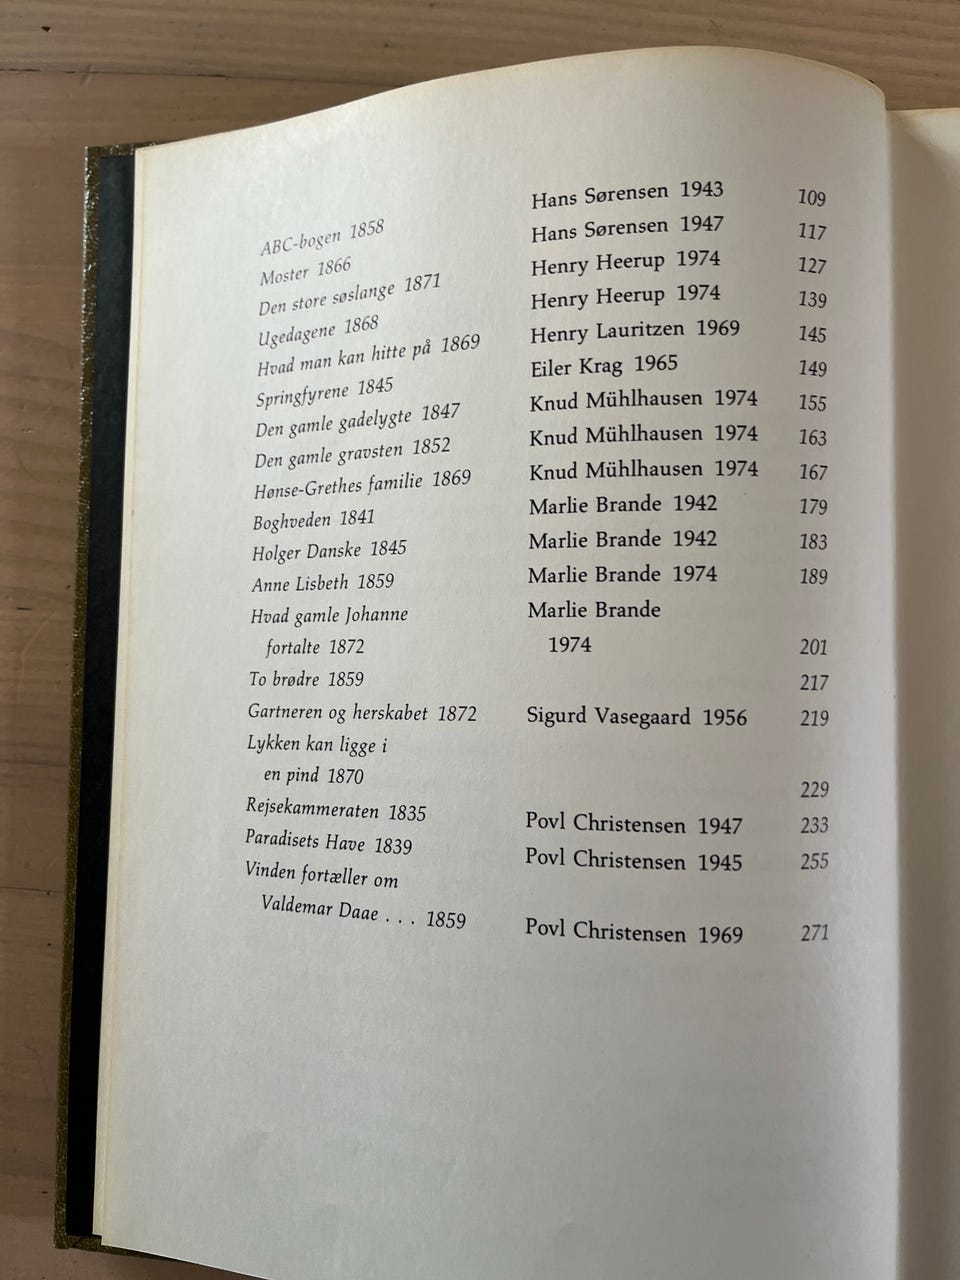 ABC-bogen 1858 Hans Sørensen 1943 109
Moster 1866 Hans Sørensen 1947 117
Den store søslange 1871 Henry Heerup 1974 127
Ugedagene 1868 Henry Heerup 1974 139
Hvad man kan hitte på 1869 Henry Lauritzen 1969 145
Springfyrene 1845 Eiler Krag 1965 149
Den gamle gadelygte 1847 Knud Mühlhausen 1974 155
Den gamle gravsten 1852 Knud Mühlhausen 1974 163
Hønse-Grethes familie 1869 Knud Mühlhausen 1974 167
Boghveden 1841 Marlie Brande 1942 179
Holger Danske 1845 Marlie Brande 1942 183
Anne Lisbeth 1859 Marlie Brande 1974 189
Hvad gamle Johanne Marlie Brande
fortalte 1872 1974 201
To brødre 1859 217
Gartneren og herskabet 1872 Sigurd Vasegaard 1956 219
Lykken kan ligge i
en pind 1870 229
Rejsekammeraten 1835 Povl Christensen 1947 233
Paradisets Have 1839 Povl Christensen 1945 255
Vinden fortæller om
Valdemar Daae . . . 1859 Povl Christensen 1969 271